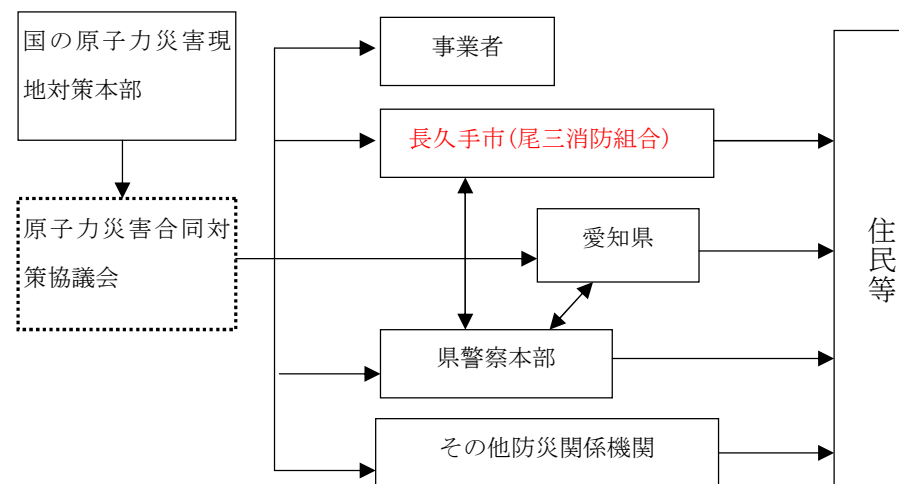 国の原子力災害現
地対策本部
事業者
長久手市(尾三消防組合)
原子力災害合同対
策協議会
愛知県
県警察本部
その他防災関係機関
住民等